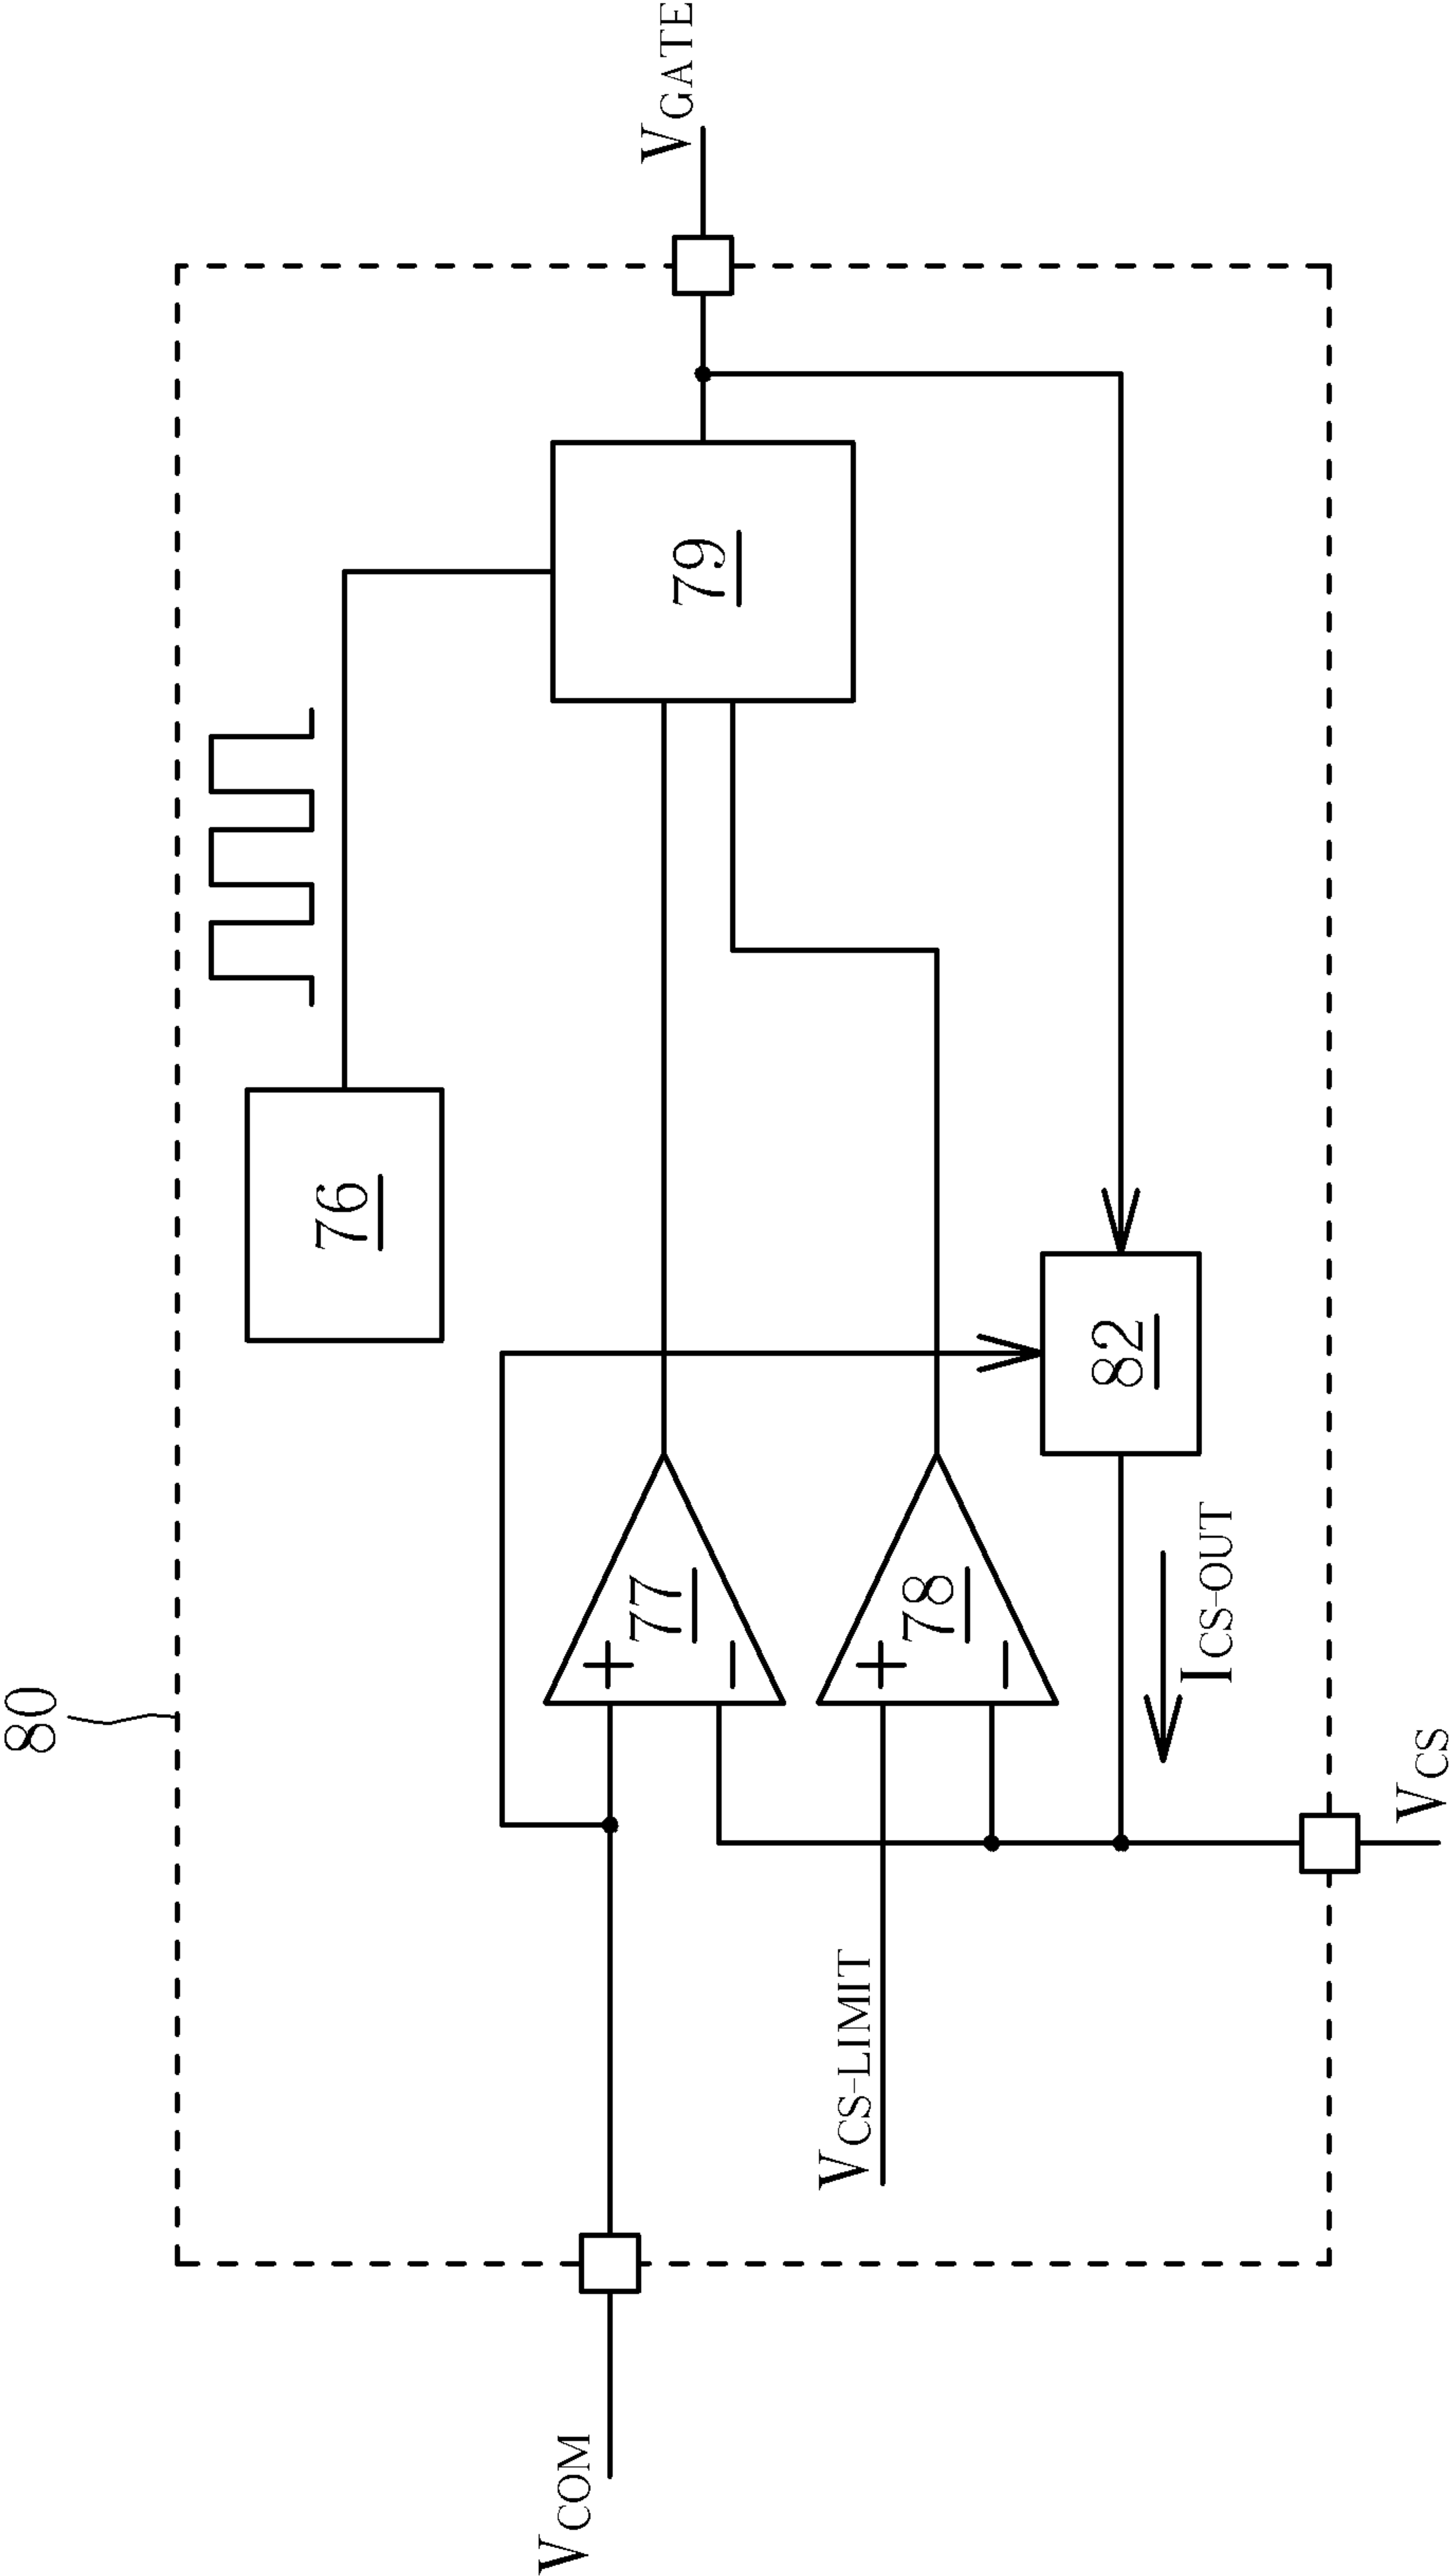 80
76
79
VGATE
VCOM
+
77
−
VCS-LIMIT
+
78
−
82
ICS-OUT
VCS